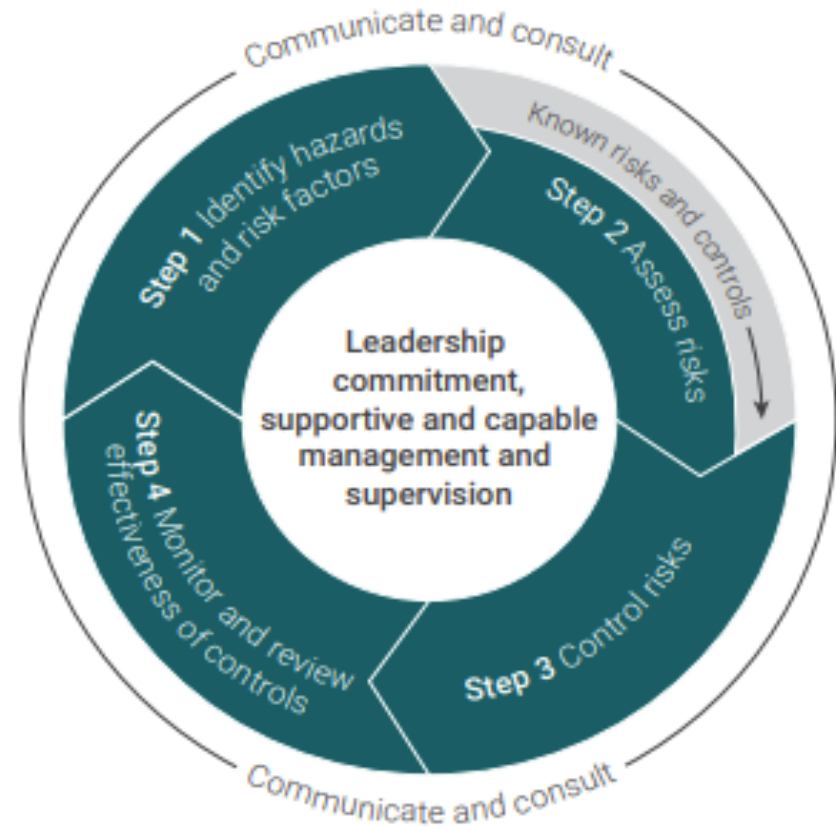 Communicate and consult
Known risks and controls
Step 1 Identify hazards
and risk factors
Step 2 Assess risks
Leadership
commitment,
supportive and capable
management and
supervision
Step 3 Control risks
Step 4 Monitor and review
effectiveness of controls
Communicate and consult